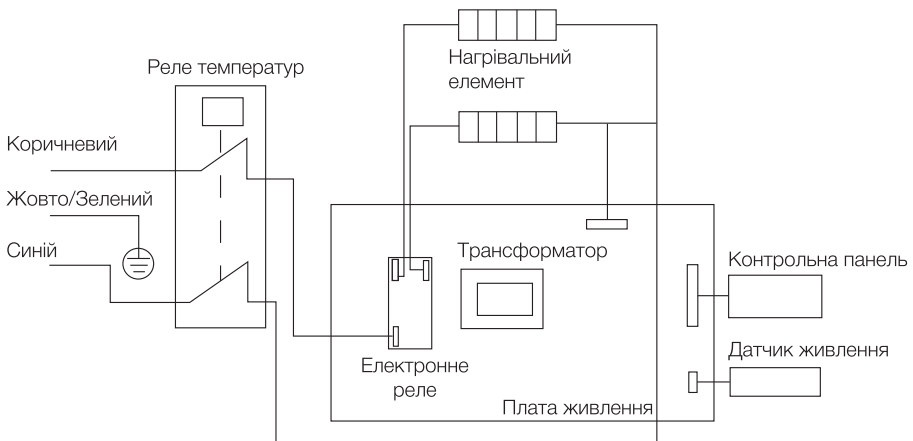 Нагрівальний
елемент
Реле температур
Коричневий
Жовто/Зелений
Синій
Трансформатор
Контрольна панель
Датчик живлення
Електронне
реле
Плата живлення